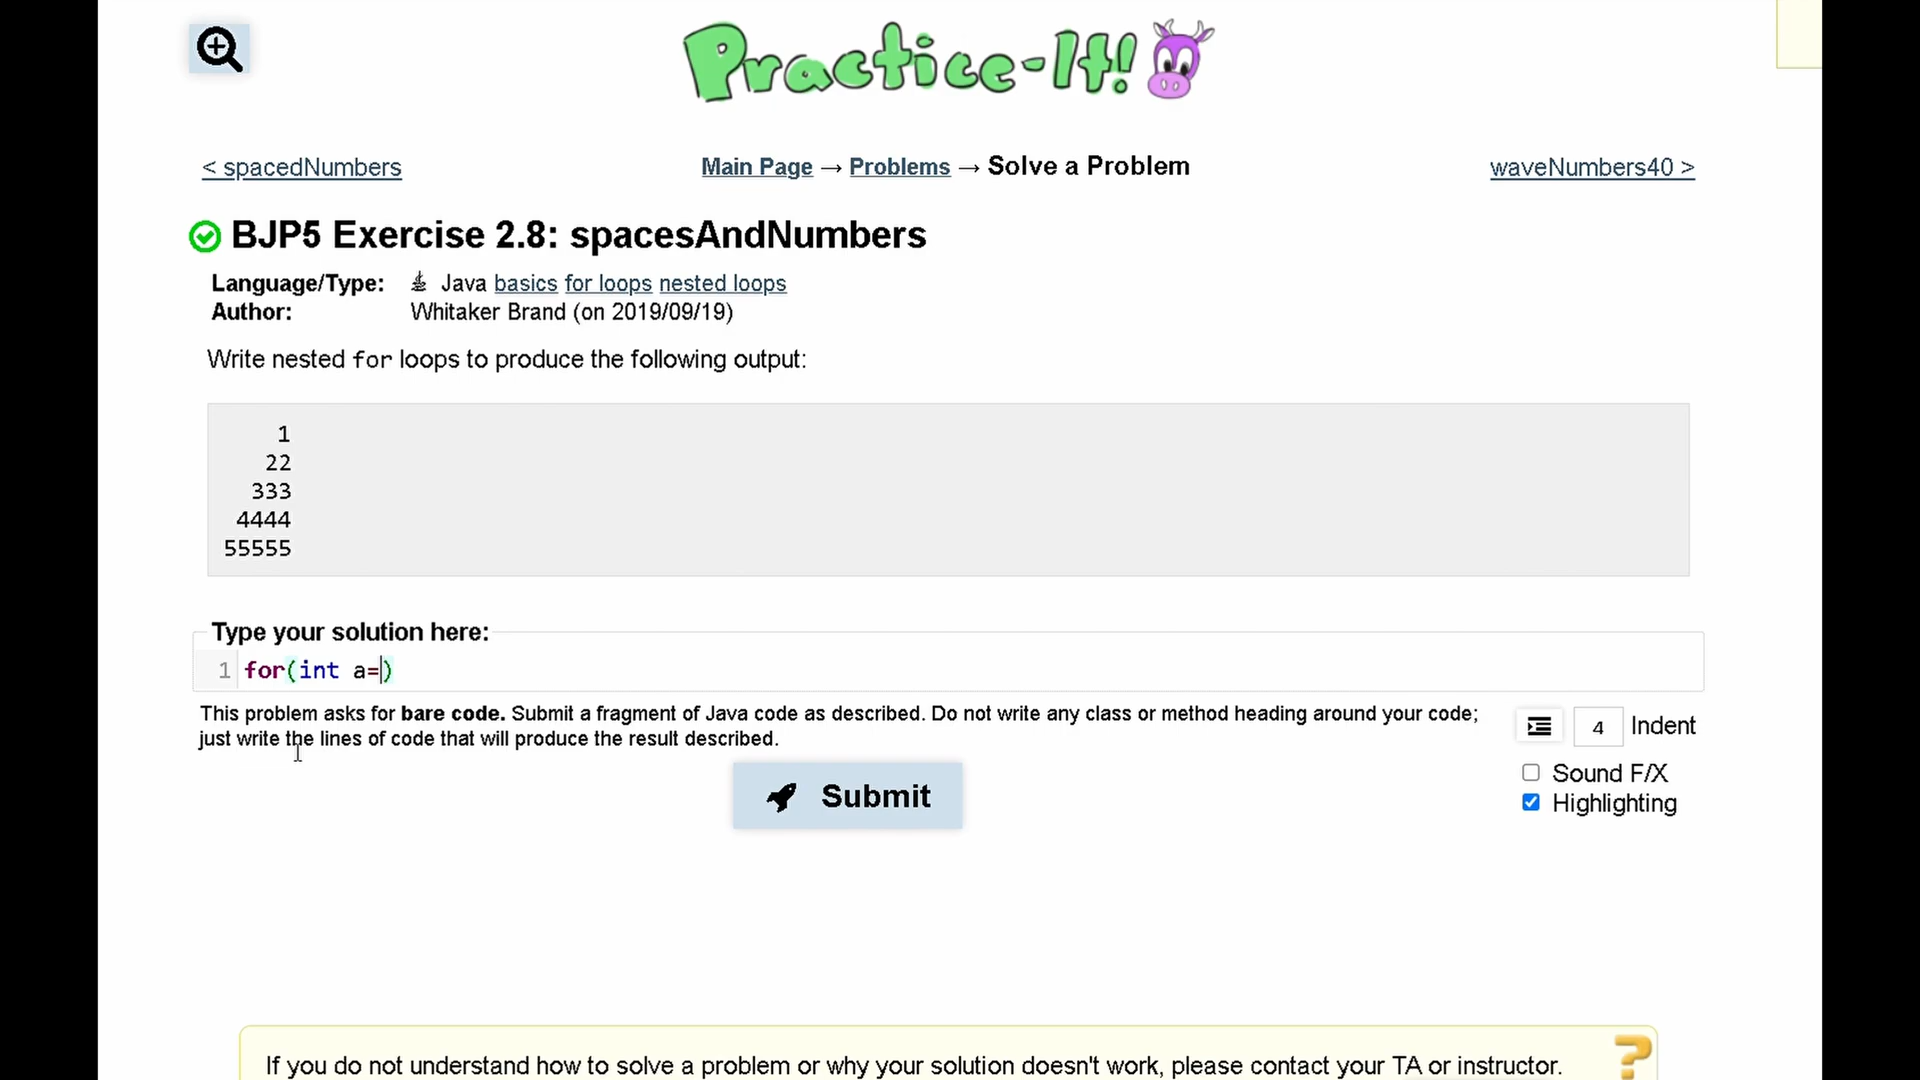 Practice-It!
< spacedNumbers
Main Page → Problems → Solve a Problem
waveNumbers40 >
BJP5 Exercise 2.8: spacesAndNumbers
Language/Type: Java basics for loops nested loops
Author: Whitaker Brand (on 2019/09/19)
Write nested for loops to produce the following output:
    1
   22
  333
 4444
55555
Type your solution here:
1 for(int a=)
This problem asks for bare code. Submit a fragment of Java code as described. Do not write any class or method heading around your code;
just write the lines of code that will produce the result described.
4 Indent
Sound F/X
Highlighting
Submit
If you do not understand how to solve a problem or why your solution doesn't work, please contact your TA or instructor.